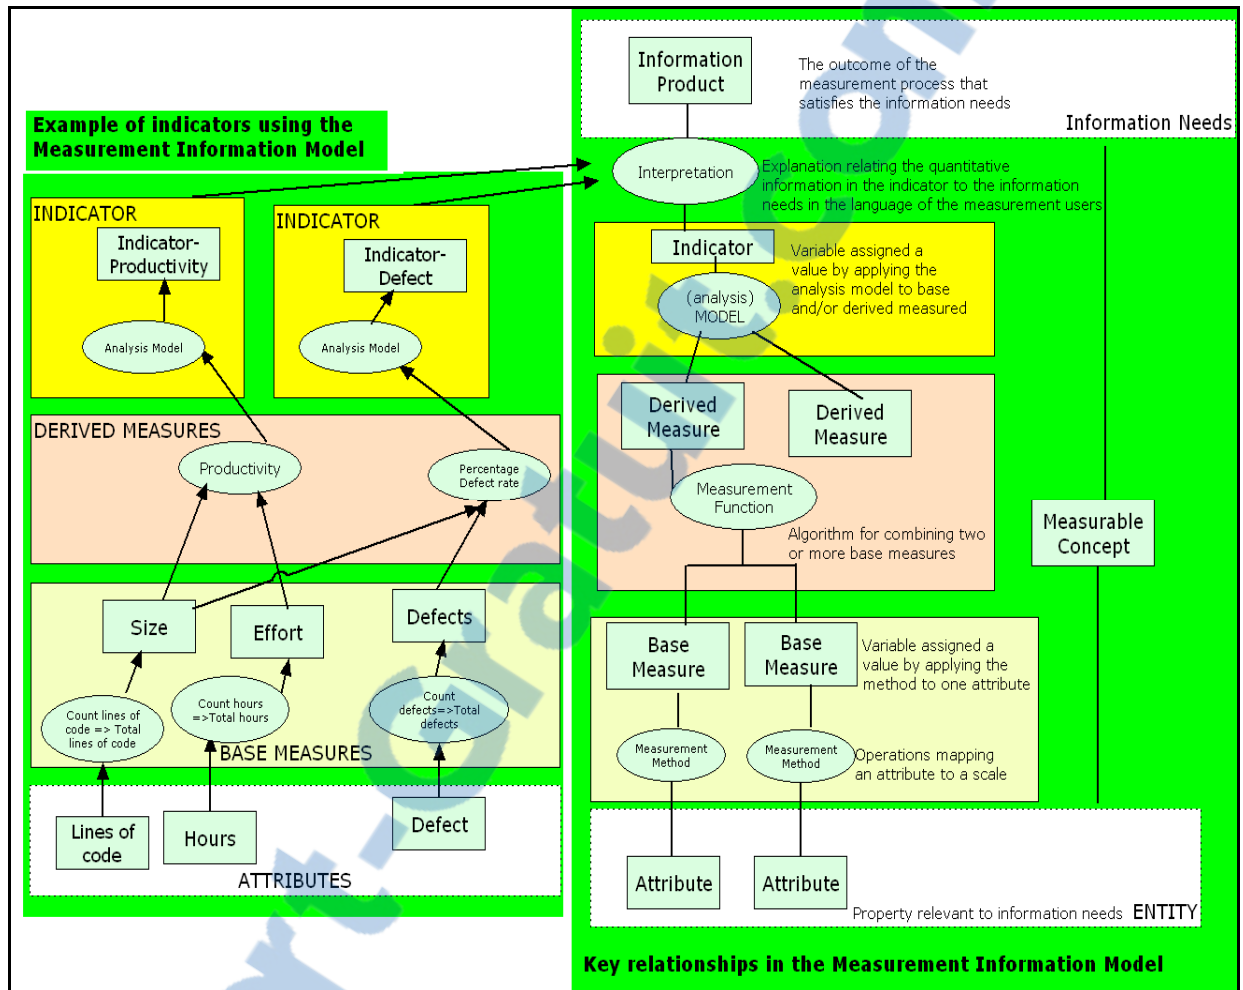 Example of indicators using the
Measurement Information Model
INDICATOR
Indicator-
Productivity
Analysis Model
INDICATOR
Indicator-
Defect
Analysis Model
DERIVED MEASURES
Productivity
Percentage
Defect rate
Size
Effort
Defects
Count lines of
code => Total
lines of code
Count hours
=>Total hours
Count
defects=>Total
defects
BASE MEASURES
Lines of
code
Hours
Defect
ATTRIBUTES
Information
Product
The outcome of the
measurement process that
satisfies the information needs
Information Needs
Interpretation
Explanation relating the quantitative
information in the indicator to the information
needs in the language of the measurement users
Indicator
(analysis)
MODEL
Variable assigned a
value by applying the
analysis model to base
and/or derived measured
Derived
Measure
Derived
Measure
Measurement
Function
Algorithm for combining two
or more base measures
Measurable
Concept
Base
Measure
Base
Measure
Variable assigned a
value by applying the
method to one attribute
Measurement
Method
Measurement
Method
Operations mapping
an attribute to a scale
Attribute
Attribute
Property relevant to information needs ENTITY
Key relationships in the Measurement Information Model
rt-Gratuit.com